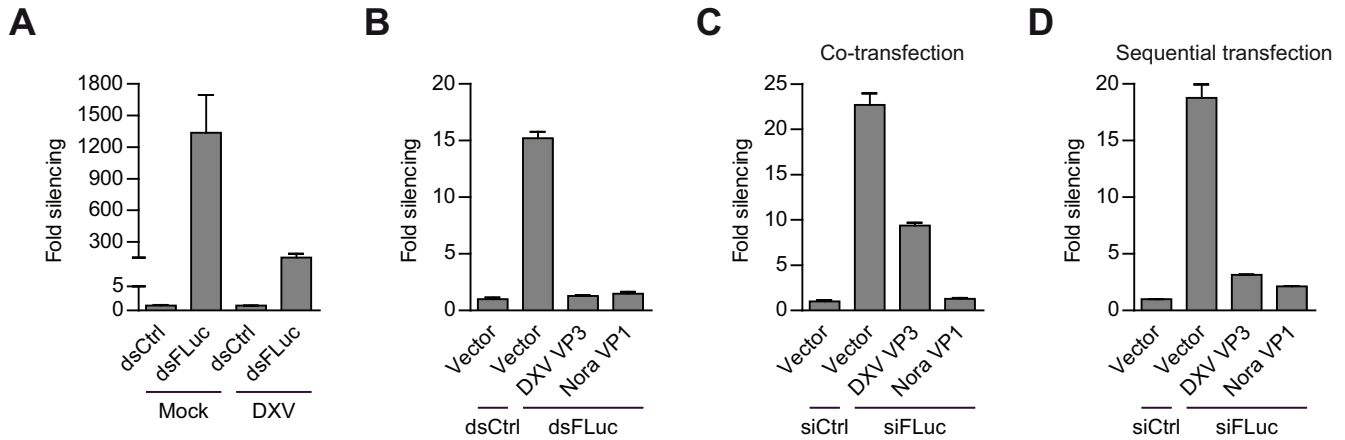 A
B
C
D
Co-transfection
Sequential transfection
Fold silencing
1800
1500
1200
900
600
300
5
0
dsCtrl
dsFLuc
dsCtrl
dsFLuc
Mock
DXV
Fold silencing
20
15
10
5
0
Vector
Vector
DXV VP3
Nora VP1
dsCtrl
dsFLuc
Fold silencing
25
20
15
10
5
0
Vector
Vector
DXV VP3
Nora VP1
siCtrl
siFLuc
Fold silencing
20
15
10
5
0
Vector
Vector
DXV VP3
Nora VP1
siCtrl
siFLuc